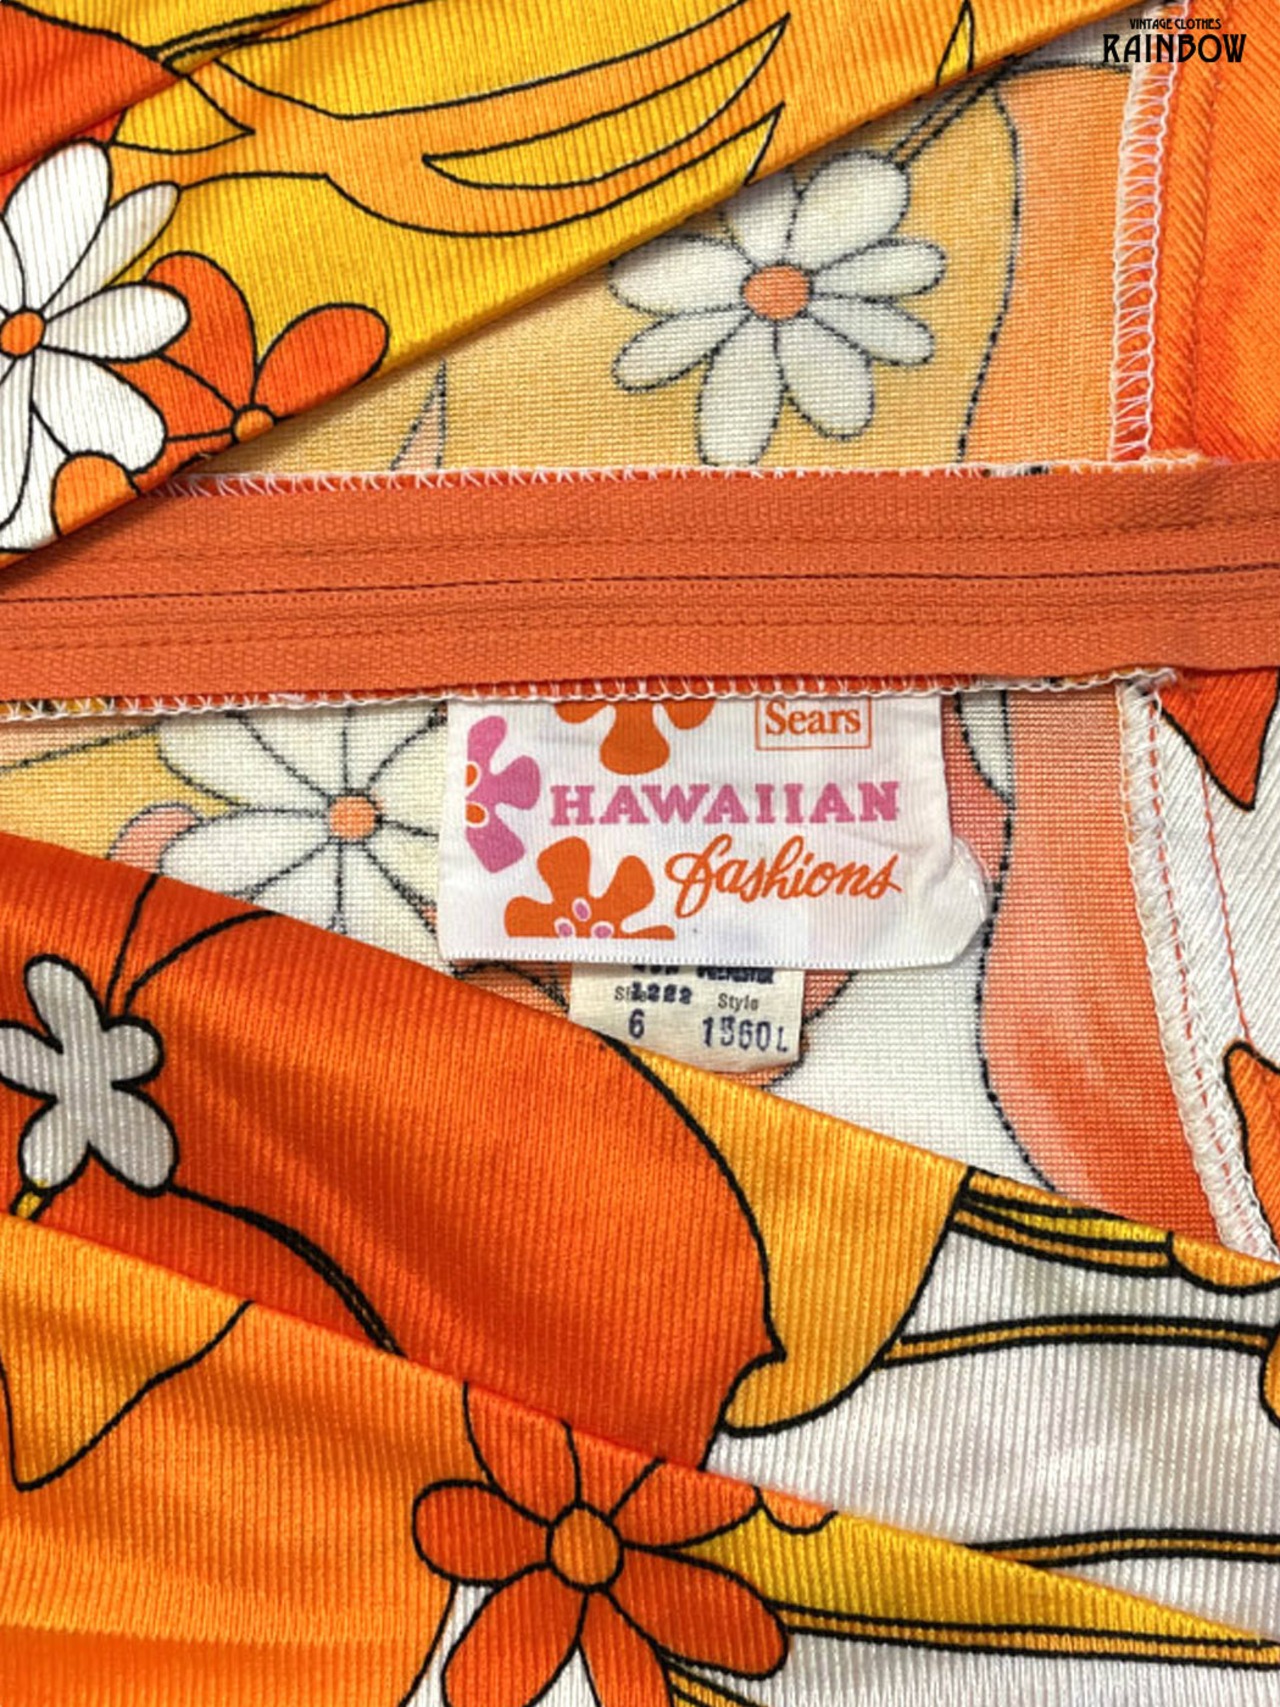 VINTAGE CLOTHES
RAINBOW
Sears
HAWAIIAN
fashions
Style
6 1560L